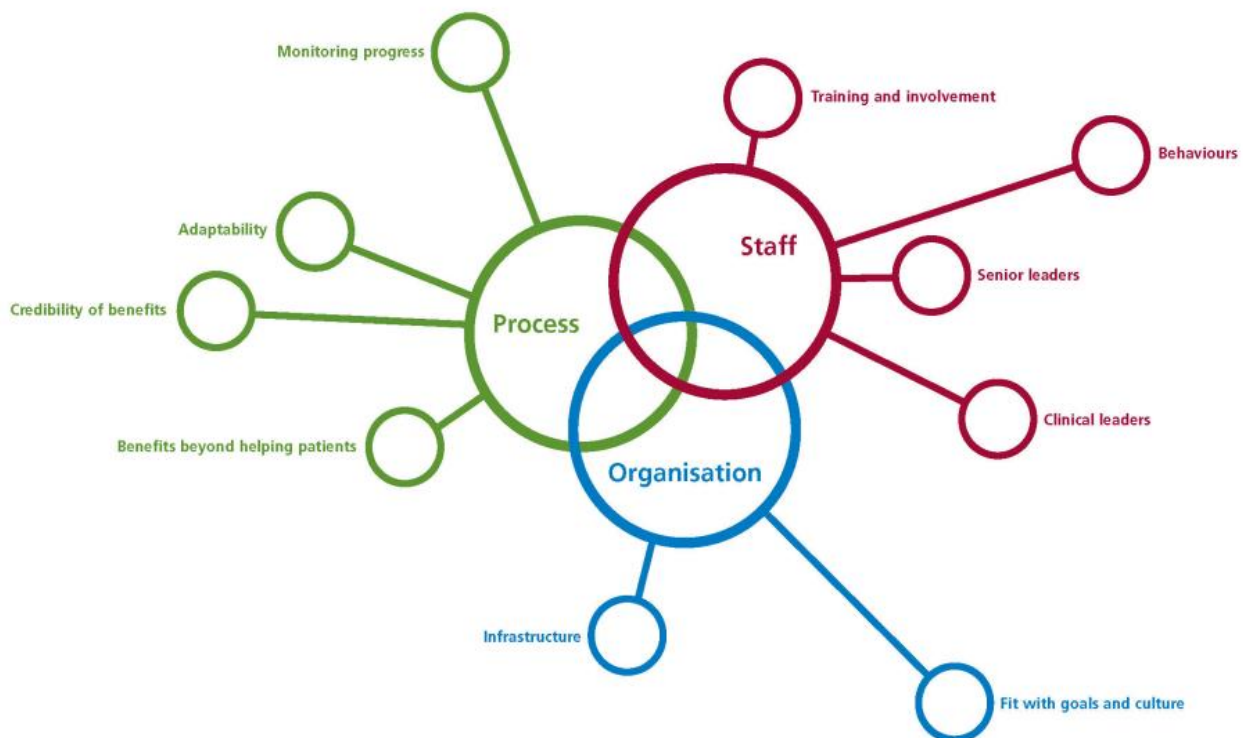 Monitoring progress
Training and involvement
Behaviours
Adaptability
Staff
Senior leaders
Credibility of benefits
Process
Clinical leaders
Benefits beyond helping patients
Organisation
Infrastructure
Fit with goals and culture